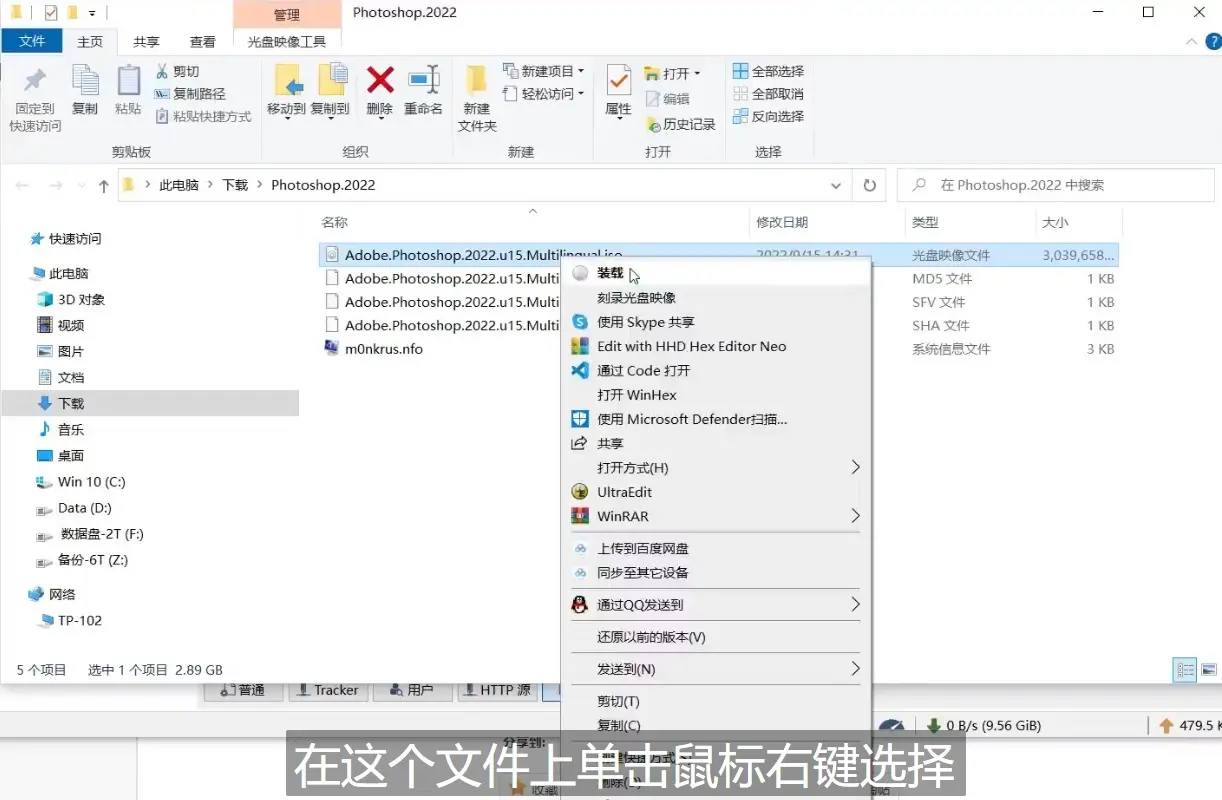 管理
Photoshop.2022
文件
主页
共享
查看
光盘映像工具
固定到
快速访问
复制
粘贴
剪切
复制路径
粘贴快捷方式
剪贴板
移动到
复制到
删除
重命名
组织
新建
文件夹
新建项目
轻松访问
新建
属性
打开
编辑
历史记录
打开
全部选择
全部取消
反向选择
选择
此电脑 > 下载 > Photoshop.2022
在 Photoshop.2022 中搜索
名称
修改日期
类型
大小
快速访问
此电脑
3D 对象
视频
图片
文档
下载
音乐
桌面
Win 10 (C:)
Data (D:)
数据盘-2T (F:)
备份-6T (Z:)
网络
TP-102
Adobe.Photoshop.2022.u15.Multilingual.iso 2022/9/15 14:31 光盘映像文件 3,039,658...
Adobe.Photoshop.2022.u15.Multi MD5 文件 1 KB
Adobe.Photoshop.2022.u15.Multi SFV 文件 1 KB
Adobe.Photoshop.2022.u15.Multi SHA 文件 1 KB
m0nkrus.nfo 系统信息文件 3 KB
装载
刻录光盘映像
使用 Skype 共享
Edit with HHD Hex Editor Neo
通过 Code 打开
打开 WinHex
使用 Microsoft Defender扫描...
共享
打开方式(H)
UltraEdit
WinRAR
上传到百度网盘
同步至其它设备
通过QQ发送到
还原以前的版本(V)
发送到(N)
剪切(T)
复制(C)
5 个项目 选中 1 个项目 2.89 GB
普通
Tracker
用户
HTTP 源
0 B/s (9.56 GiB)
479.5 K
分享到:
收藏
在这个文件上单击鼠标右键选择